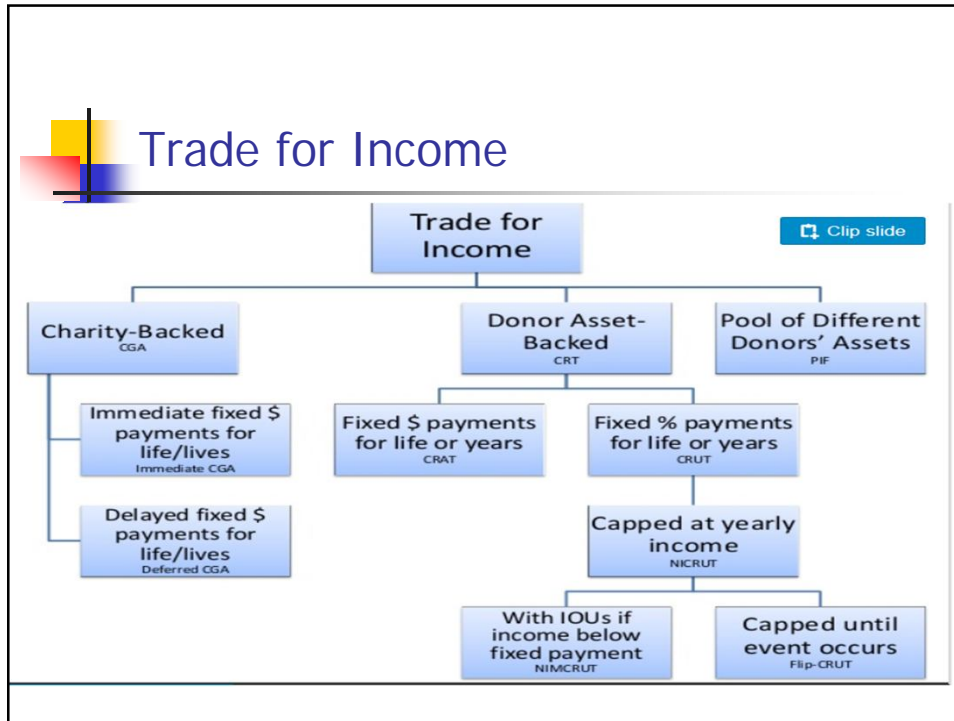 Trade for Income
Trade for
Income
Clip slide
Charity-Backed
CGA
Donor Asset-
Backed
CRT
Pool of Different
Donors' Assets
PIF
Immediate fixed $
payments for
life/lives
Immediate CGA
Fixed $ payments
for life or years
CRAT
Fixed % payments
for life or years
CRUT
Delayed fixed $
payments for
life/lives
Deferred CGA
Capped at yearly
income
NICRUT
With IOUs if
income below
fixed payment
NIMCRUT
Capped until
event occurs
Flip-CRUT